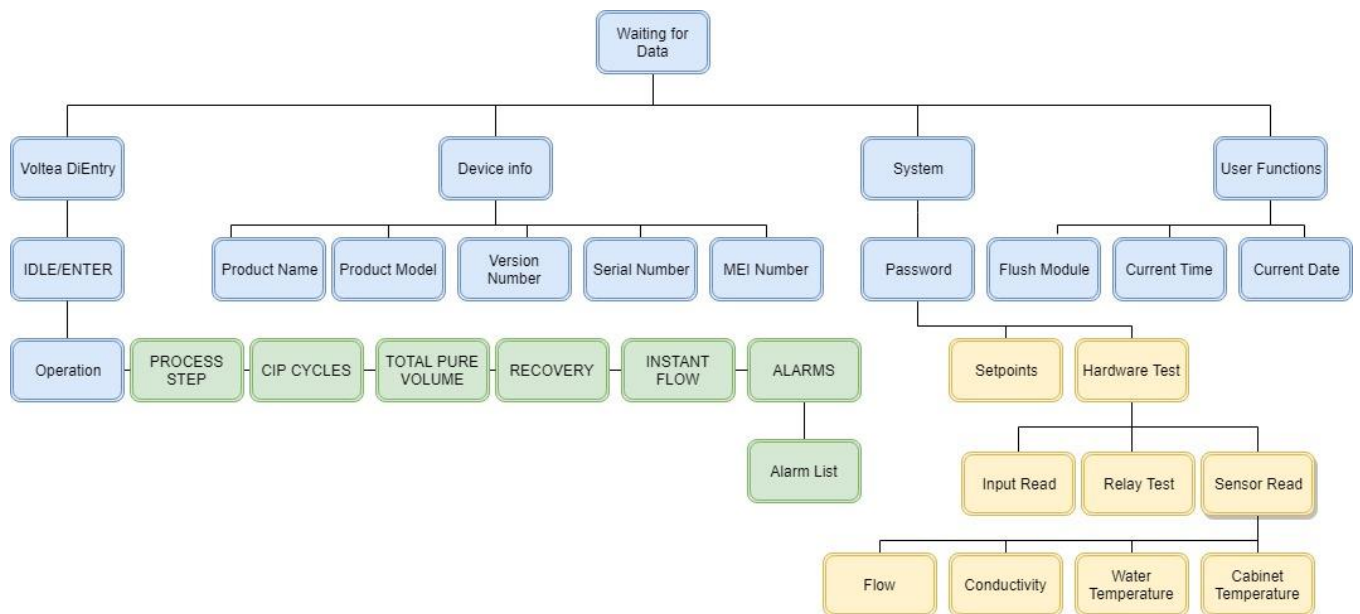 Waiting for
Data
Voltea DiEntry
Device info
System
User Functions
IDLE/ENTER
Product Name
Product Model
Version
Number
Serial Number
MEI Number
Password
Flush Module
Current Time
Current Date
Operation
PROCESS
STEP
CIP CYCLES
TOTAL PURE
VOLUME
RECOVERY
INSTANT
FLOW
ALARMS
Setpoints
Hardware Test
Alarm List
Input Read
Relay Test
Sensor Read
Flow
Conductivity
Water
Temperature
Cabinet
Temperature